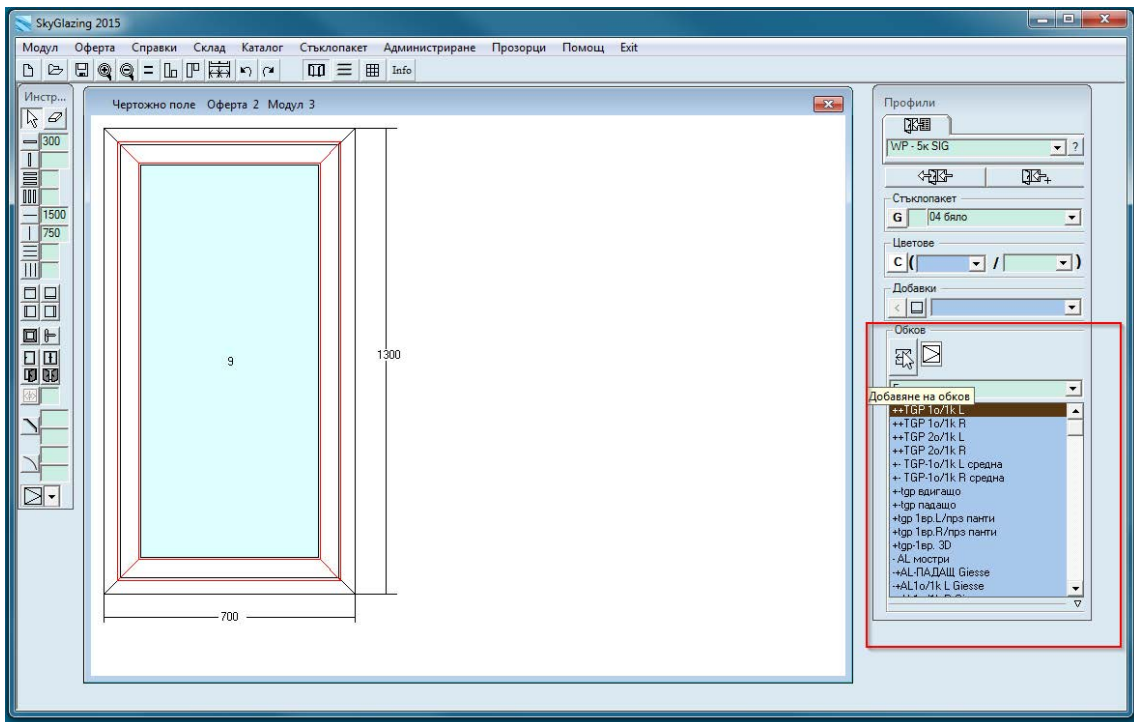 SkyGlazing 2015
Модул Оферта Справки Склад Каталог Стъклопакет Администриране Прозорци Помощ Exit
Info
Инстр...
300
1500
750
Чертожно поле Оферта 2 Модул 3
9
1300
700
Профили
WP - 5к SIG
?
Стъклопакет
G 04 бяло
Цветове
C ( / )
Добавки
<
Обков
Добавяне на обков
++TGP 1o/1k L
++TGP 1o/1k R
++TGP 2o/1k L
++TGP 2o/1k R
+- TGP-1o/1k L средна
+- TGP-1o/1k R средна
+-tgp вдигащо
+-tgp падащо
+tgp 1вр.L/прз панти
+tgp 1вр.R/прз панти
+tgp-1вр. 3D
- AL мостри
-+AL-ПАДАЩ Giesse
-+AL1o/1k L Giesse